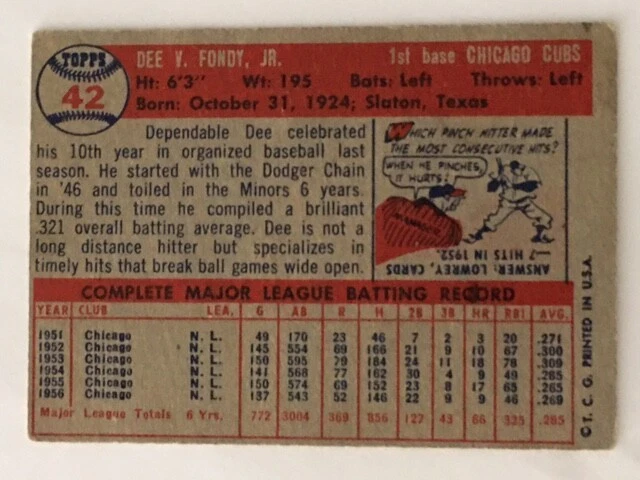 TOPPS
42
DEE V. FONDY, JR. 1st base CHICAGO CUBS
Ht: 6'3" Wt: 195 Bats: Left Throws: Left
Born: October 31, 1924; Slaton, Texas
Dependable Dee celebrated
his 10th year in organized baseball last
season. He started with the Dodger Chain
in '46 and toiled in the Minors 6 years.
During this time he compiled a brilliant
.321 overall batting average. Dee is not a
long distance hitter but specializes in
timely hits that break ball games wide open.
WHICH PINCH HITTER MADE
THE MOST CONSECUTIVE HITS?
WHEN HE PINCHES,
IT HURTS!
ANSWER: LOWREY, CARDS
—7 HITS IN 1952.
COMPLETE MAJOR LEAGUE BATTING RECORD
YEAR CLUB LEA. G AB R H 2B 3B HR RBI AVG.
1951 Chicago N. L. 49 170 23 46 7 2 3 20 .271
1952 Chicago N. L. 145 554 69 166 21 9 10 67 .300
1953 Chicago N. L. 150 595 79 184 24 11 18 78 .309
1954 Chicago N. L. 141 568 77 162 30 4 9 49 .285
1955 Chicago N. L. 150 574 69 152 23 8 17 65 .265
1956 Chicago N. L. 137 543 52 146 22 9 9 46 .269
Major League Totals 6 Yrs. 772 3004 369 856 127 43 66 325 .285
© T. C. G. PRINTED IN U.S.A.